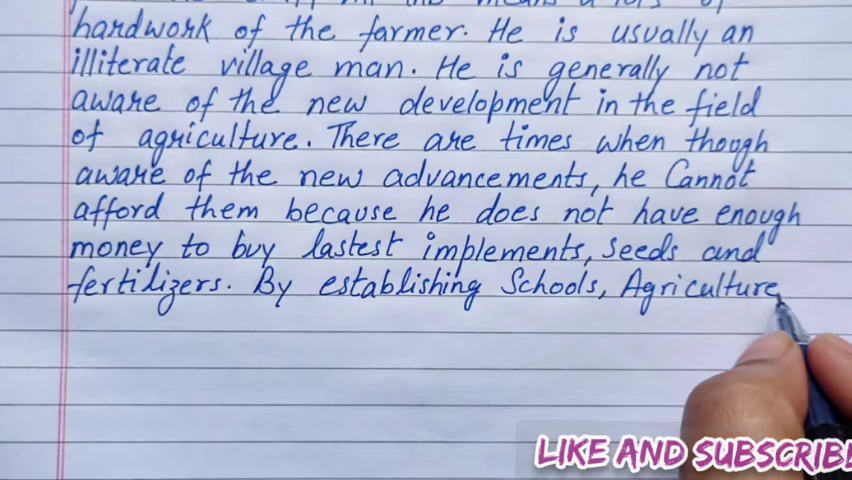 means a lots of
hardwork of the farmer. He is usually an
illiterate village man. He is generally not
aware of the new development in the field
of agriculture. There are times when though
aware of the new advancements, he Cannot
afford them because he does not have enough
money to buy lastest implements, seeds and
fertilizers. By establishing Schools, Agriculture
LIKE AND SUBSCRIBE